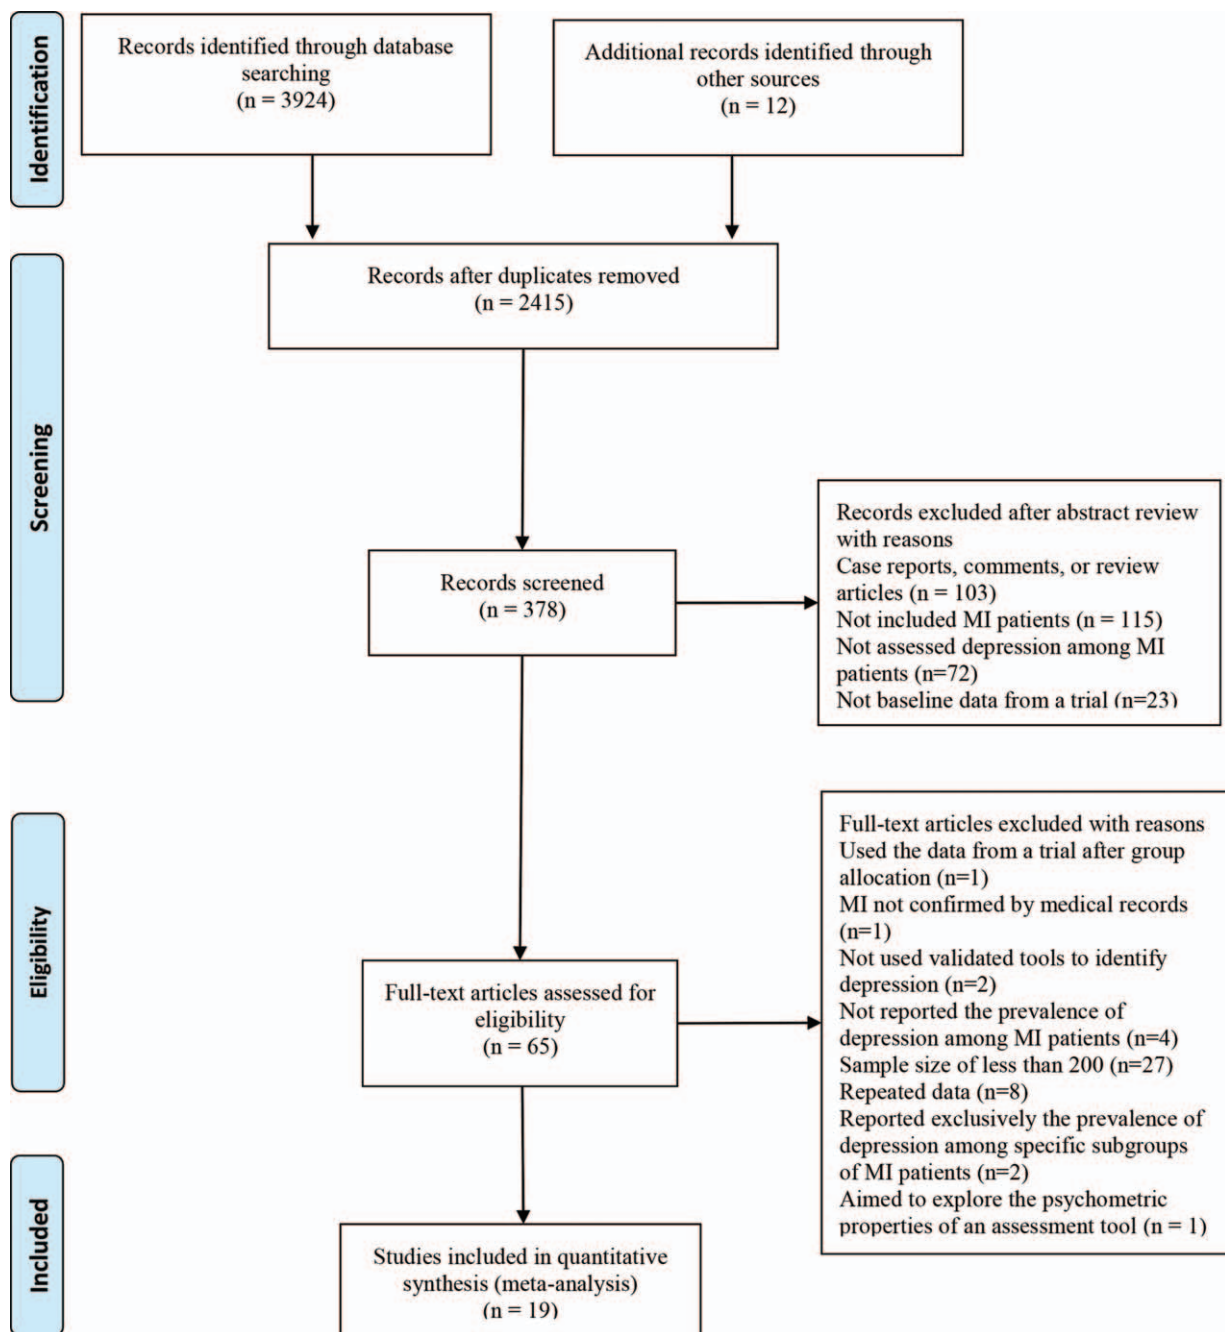 Identification
Records identified through database
searching
(n = 3924)
Additional records identified through
other sources
(n = 12)
Records after duplicates removed
(n = 2415)
Screening
Records screened
(n = 378)
Records excluded after abstract review
with reasons
Case reports, comments, or review
articles (n = 103)
Not included MI patients (n = 115)
Not assessed depression among MI
patients (n=72)
Not baseline data from a trial (n=23)
Eligibility
Full-text articles assessed for
eligibility
(n = 65)
Full-text articles excluded with reasons
Used the data from a trial after group
allocation (n=1)
MI not confirmed by medical records
(n=1)
Not used validated tools to identify
depression (n=2)
Not reported the prevalence of
depression among MI patients (n=4)
Sample size of less than 200 (n=27)
Repeated data (n=8)
Reported exclusively the prevalence of
depression among specific subgroups
of MI patients (n=2)
Aimed to explore the psychometric
properties of an assessment tool (n = 1)
Included
Studies included in quantitative
synthesis (meta-analysis)
(n = 19)